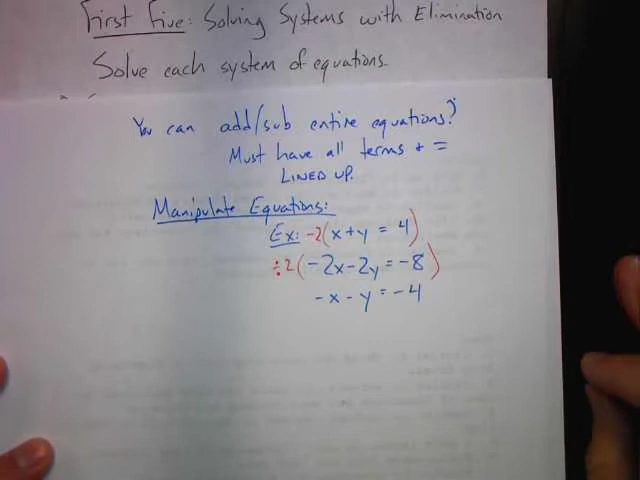 First Five: Solving Systems with Elimination
Solve each system of equations.
You can add/sub entire equations?
Must have all terms + =
LINED UP.
Manipulate Equations:
Ex: -2(x+y = 4)
÷2(-2x-2y=-8)
-x-y=-4